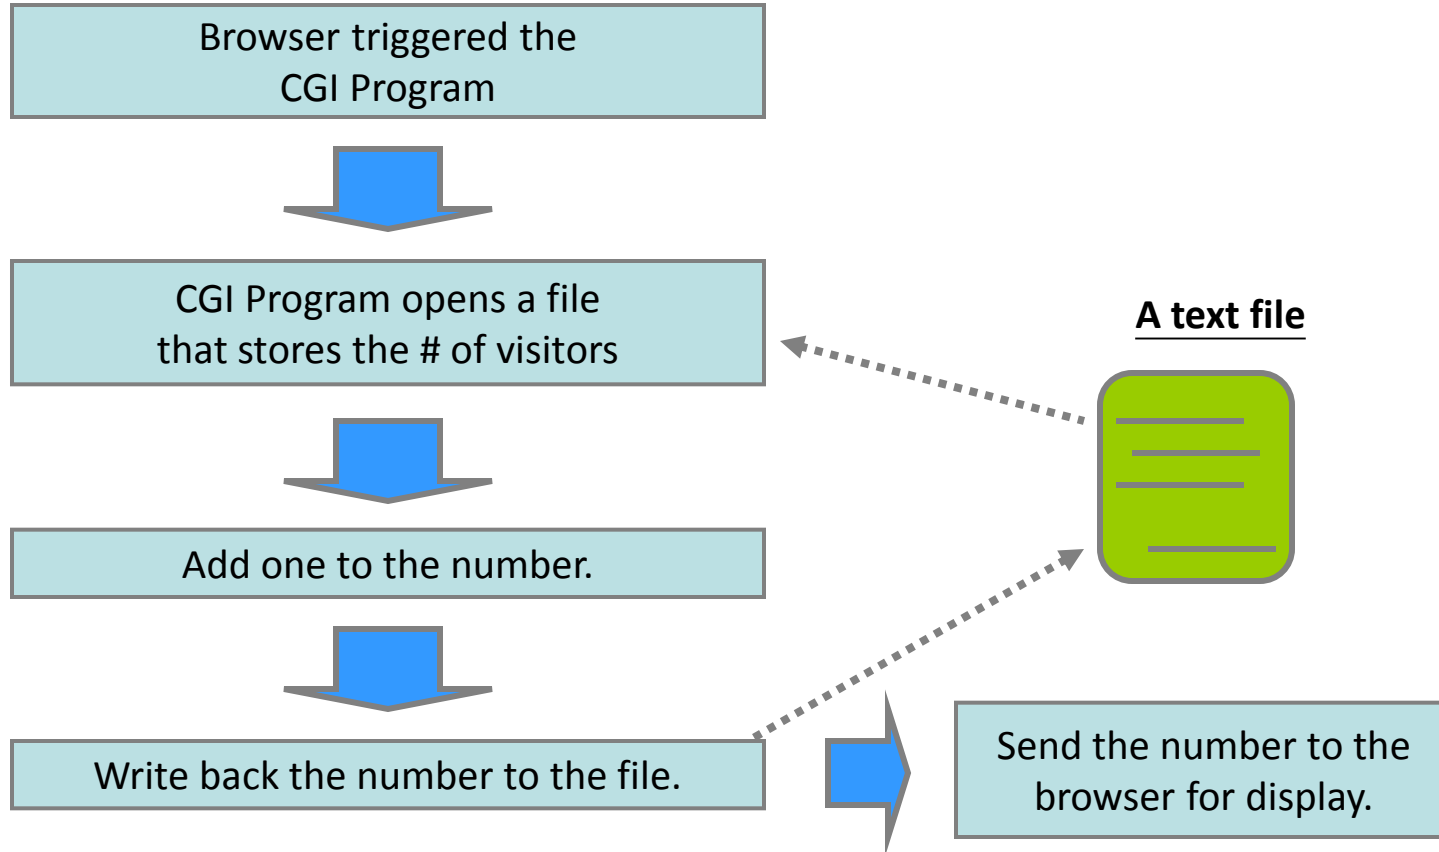 Browser triggered the
CGI Program
CGI Program opens a file
that stores the # of visitors
A text file
Add one to the number.
Write back the number to the file.
Send the number to the
browser for display.